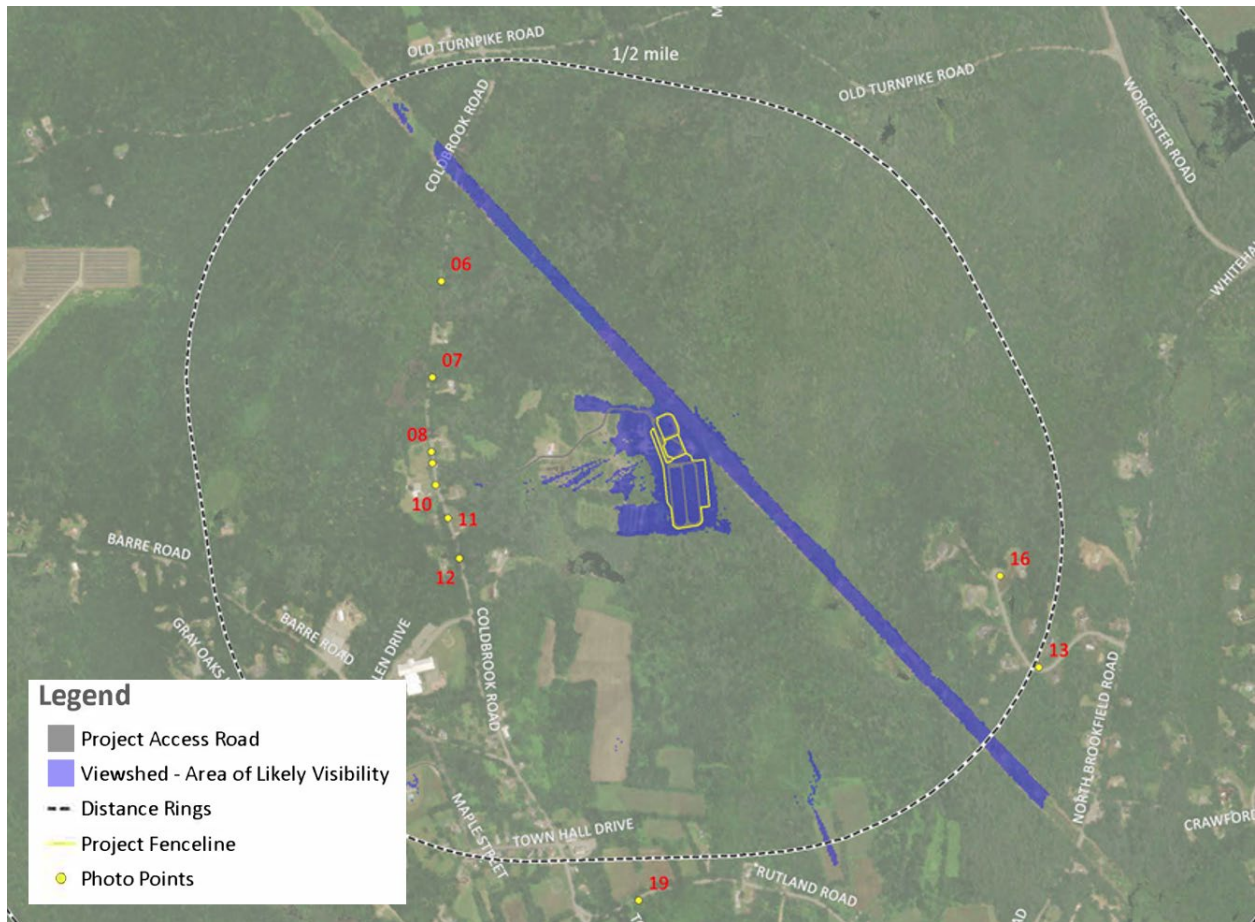 OLD TURNPIKE ROAD
1/2 mile
OLD TURNPIKE ROAD
COLDBROOK ROAD
WORCESTER ROAD
06
07
08
10
11
12
BARRE ROAD
BARRE ROAD
GRAY OAKS
COLDBROOK ROAD
16
13
NORTH BROOKFIELD ROAD
CRAWFORD
MAPLE STREET
TOWN HALL DRIVE
RUTLAND ROAD
19
Legend
Project Access Road
Viewshed - Area of Likely Visibility
Distance Rings
Project Fenceline
Photo Points